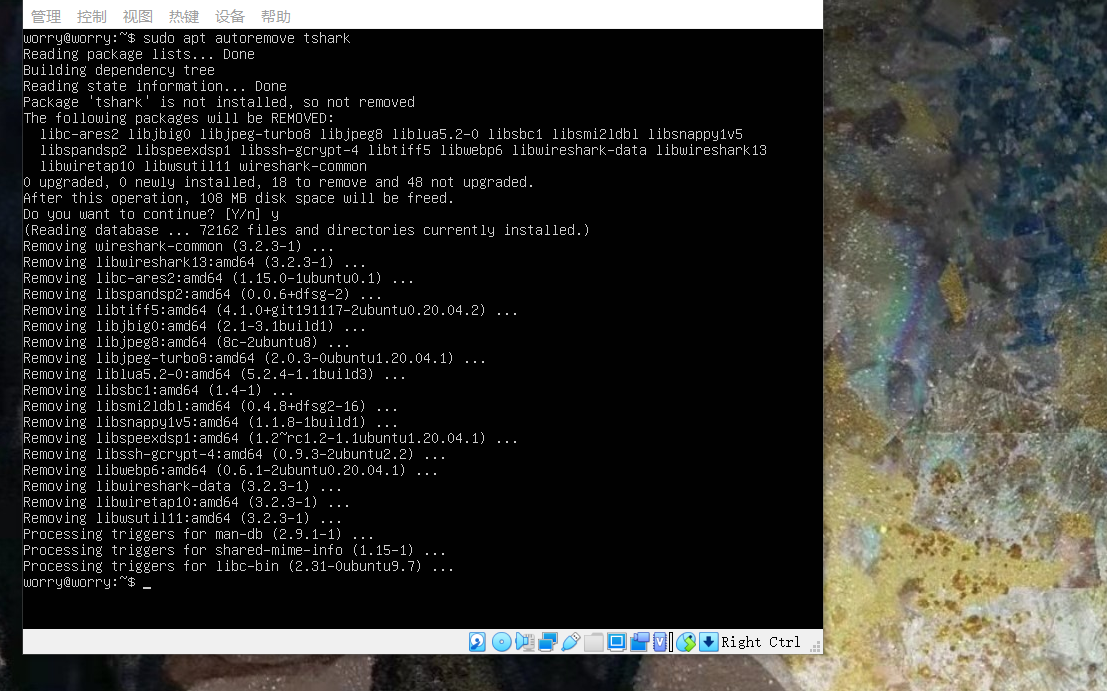 管理 控制 视图 热键 设备 帮助
worry@worry:~$ sudo apt autoremove tshark
Reading package lists... Done
Building dependency tree
Reading state information... Done
Package 'tshark' is not installed, so not removed
The following packages will be REMOVED:
  libc-ares2 libjbig0 libjpeg-turbo8 libjpeg8 liblua5.2-0 libsbc1 libsmi2ldbl libsnappy1v5
  libspandsp2 libspeexdsp1 libssh-gcrypt-4 libtiff5 libwebp6 libwireshark-data libwireshark13
  libwiretap10 libwsutil11 wireshark-common
0 upgraded, 0 newly installed, 18 to remove and 48 not upgraded.
After this operation, 108 MB disk space will be freed.
Do you want to continue? [Y/n] y
(Reading database ... 72162 files and directories currently installed.)
Removing wireshark-common (3.2.3-1) ...
Removing libwireshark13:amd64 (3.2.3-1) ...
Removing libc-ares2:amd64 (1.15.0-1ubuntu0.1) ...
Removing libspandsp2:amd64 (0.0.6+dfsg-2) ...
Removing libtiff5:amd64 (4.1.0+git191117-2ubuntu0.20.04.2) ...
Removing libjbig0:amd64 (2.1-3.1build1) ...
Removing libjpeg8:amd64 (8c-2ubuntu8) ...
Removing libjpeg-turbo8:amd64 (2.0.3-0ubuntu1.20.04.1) ...
Removing liblua5.2-0:amd64 (5.2.4-1.1build3) ...
Removing libsbc1:amd64 (1.4-1) ...
Removing libsmi2ldbl:amd64 (0.4.8+dfsg2-16) ...
Removing libsnappy1v5:amd64 (1.1.8-1build1) ...
Removing libspeexdsp1:amd64 (1.2~rc1.2-1.1ubuntu1.20.04.1) ...
Removing libssh-gcrypt-4:amd64 (0.9.3-2ubuntu2.2) ...
Removing libwebp6:amd64 (0.6.1-2ubuntu0.20.04.1) ...
Removing libwireshark-data (3.2.3-1) ...
Removing libwiretap10:amd64 (3.2.3-1) ...
Removing libwsutil11:amd64 (3.2.3-1) ...
Processing triggers for man-db (2.9.1-1) ...
Processing triggers for shared-mime-info (1.15-1) ...
Processing triggers for libc-bin (2.31-0ubuntu9.7) ...
worry@worry:~$ _
Right Ctrl